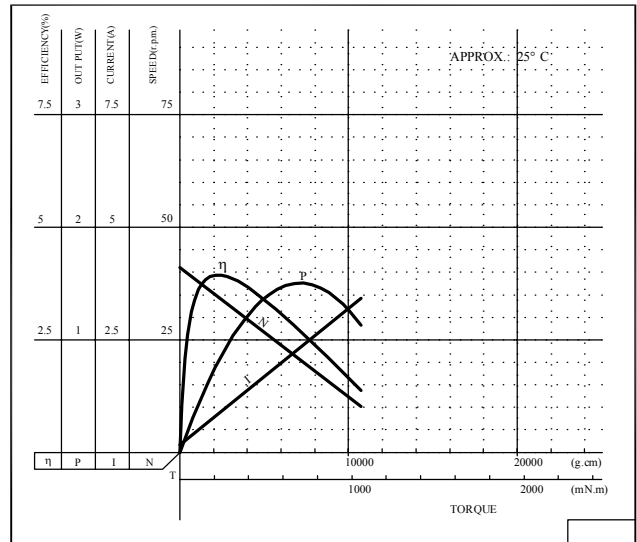 EFFICIENCY(%)
OUT PUT(W)
CURRENT(A)
SPEED(r.p.m.)
APPROX.: 25° C
7.5 3 7.5 75
5 2 5 50
η
P
2.5 1 2.5 25
N
I
η P I N
T
10000 20000 (g.cm)
1000 2000 (mN.m)
TORQUE